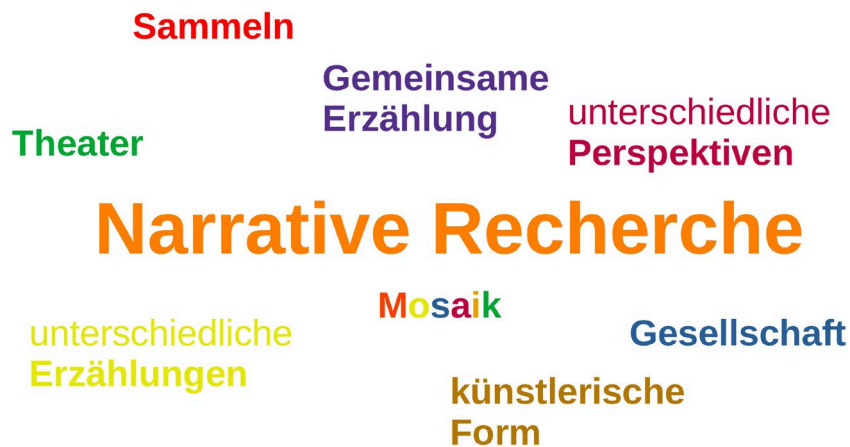 Sammeln
Gemeinsame
Erzählung
unterschiedliche
Perspektiven
Theater
Narrative Recherche
Mosaik
unterschiedliche
Erzählungen
Gesellschaft
künstlerische
Form